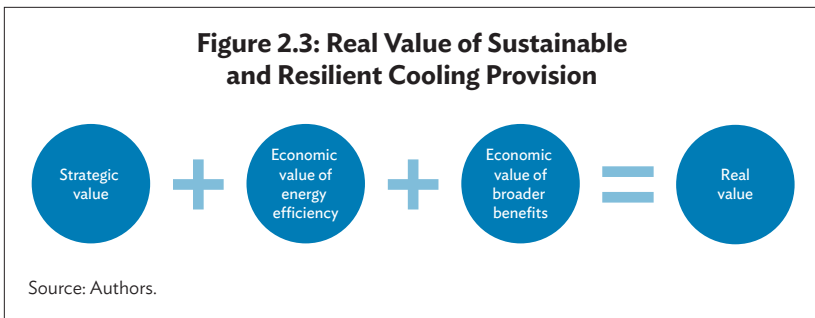 Figure 2.3: Real Value of Sustainable
and Resilient Cooling Provision
Strategic
value
+
Economic
value of
energy
efficiency
+
Economic
value of
broader
benefits
=
Real
value
Source: Authors.